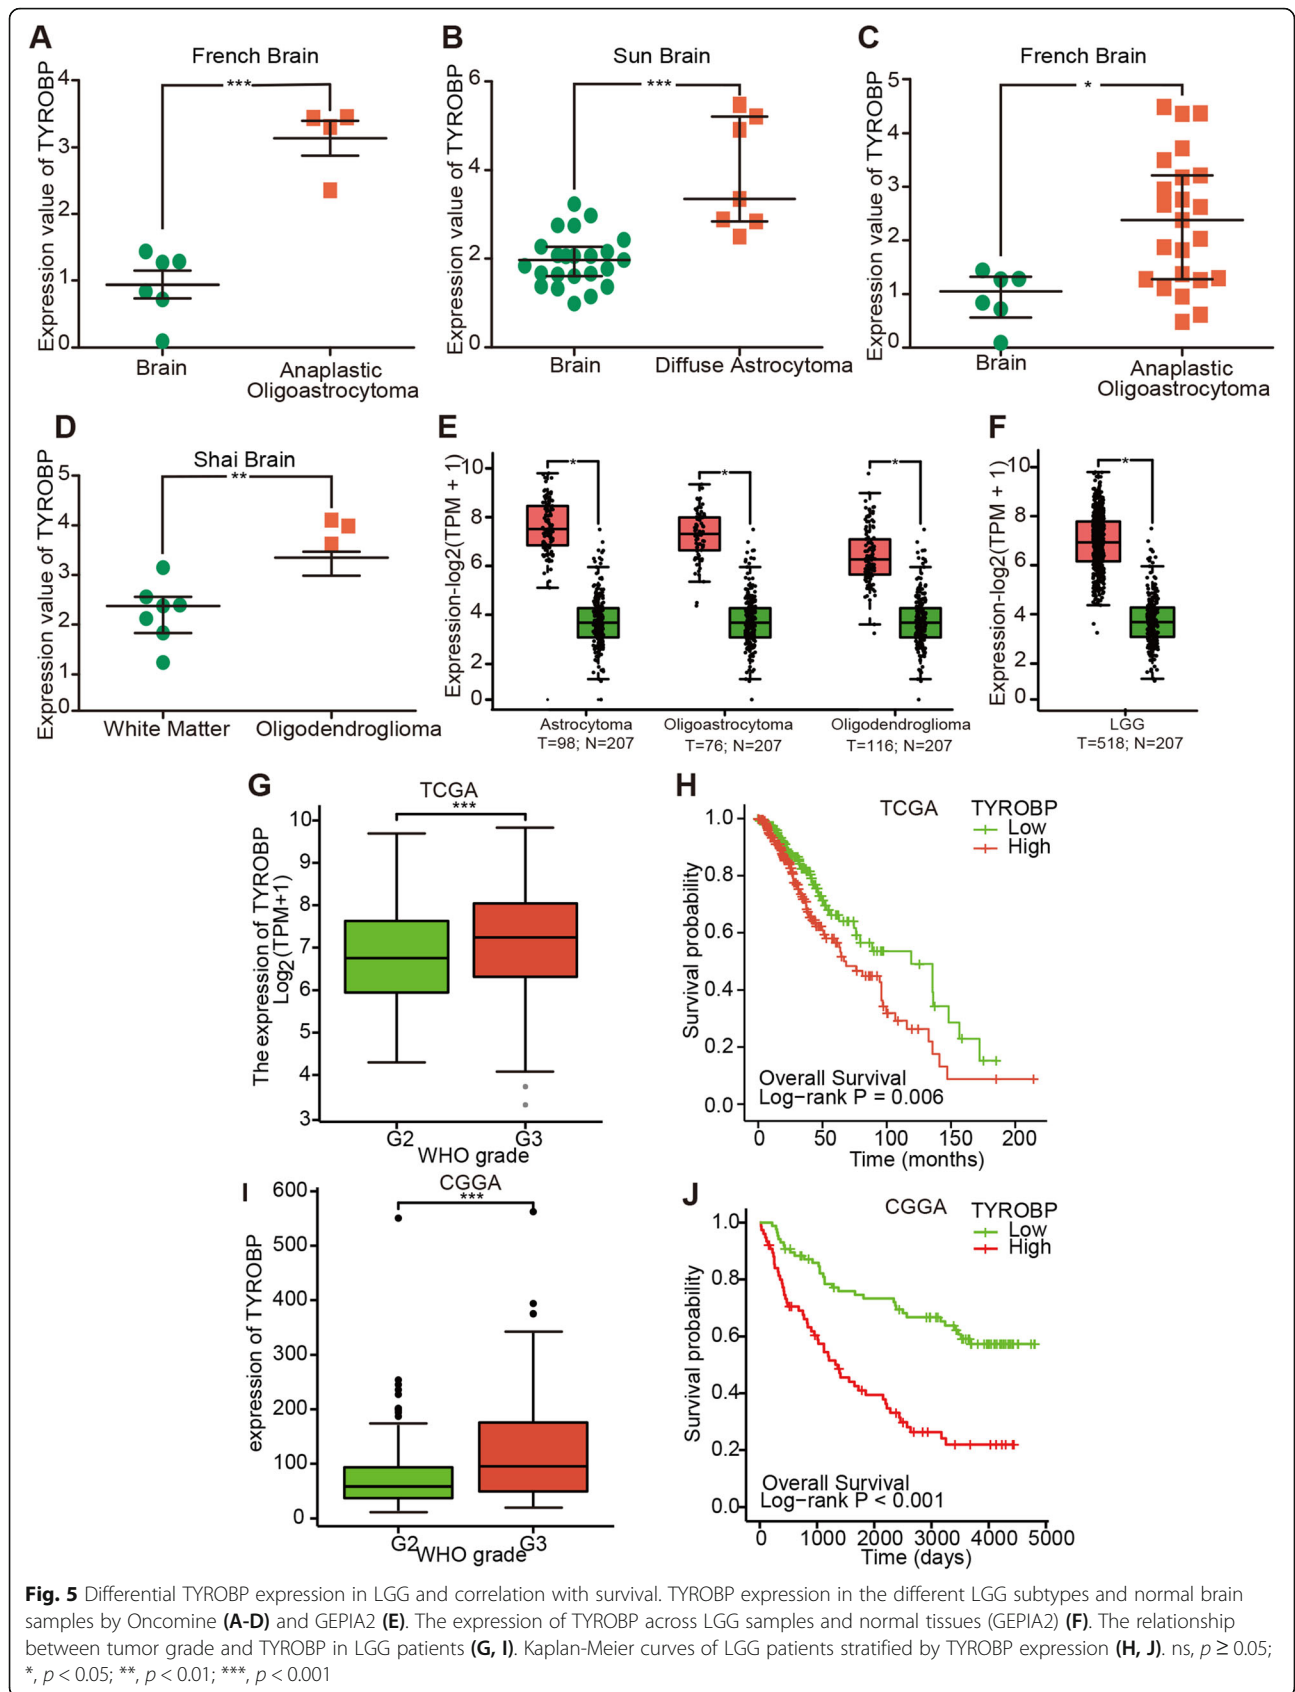 A
French Brain
***
Expression value of TYROBP
4
3
2
1
0
Brain
Anaplastic
Oligoastrocytoma
B
Sun Brain
***
Expression value of TYROBP
6
4
2
0
Brain
Diffuse Astrocytoma
C
French Brain
*
Expression value of TYROBP
5
4
3
2
1
0
Brain
Anaplastic
Oligoastrocytoma
D
Shai Brain
**
Expression value of TYROBP
5
4
3
2
1
0
White Matter
Oligodendroglioma
E
Expression-log2(TPM + 1)
10
8
6
4
2
0
*
*
*
Astrocytoma
T=98; N=207
Oligoastrocytoma
T=76; N=207
Oligodendroglioma
T=116; N=207
F
Expression-log2(TPM + 1)
10
8
6
4
2
0
*
LGG
T=518; N=207
G
TCGA
***
The expression of TYROBP
Log2(TPM+1)
10
9
8
7
6
5
4
3
G2
G3
WHO grade
H
TCGA
TYROBP
Low
High
Survival probability
1.0
0.8
0.6
0.4
0.2
0.0
Overall Survival
Log-rank P = 0.006
0 50 100 150 200
Time (months)
I
CGGA
***
expression of TYROBP
600
500
400
300
200
100
0
G2
G3
WHO grade
J
CGGA
TYROBP
Low
High
Survival probability
1.0
0.8
0.6
0.4
0.2
0.0
Overall Survival
Log-rank P < 0.001
0 1000 2000 3000 4000 5000
Time (days)
Fig. 5 Differential TYROBP expression in LGG and correlation with survival. TYROBP expression in the different LGG subtypes and normal brain
samples by Oncomine (A-D) and GEPIA2 (E). The expression of TYROBP across LGG samples and normal tissues (GEPIA2) (F). The relationship
between tumor grade and TYROBP in LGG patients (G, I). Kaplan-Meier curves of LGG patients stratified by TYROBP expression (H, J). ns, p ≥ 0.05;
*, p < 0.05; **, p < 0.01; ***, p < 0.001